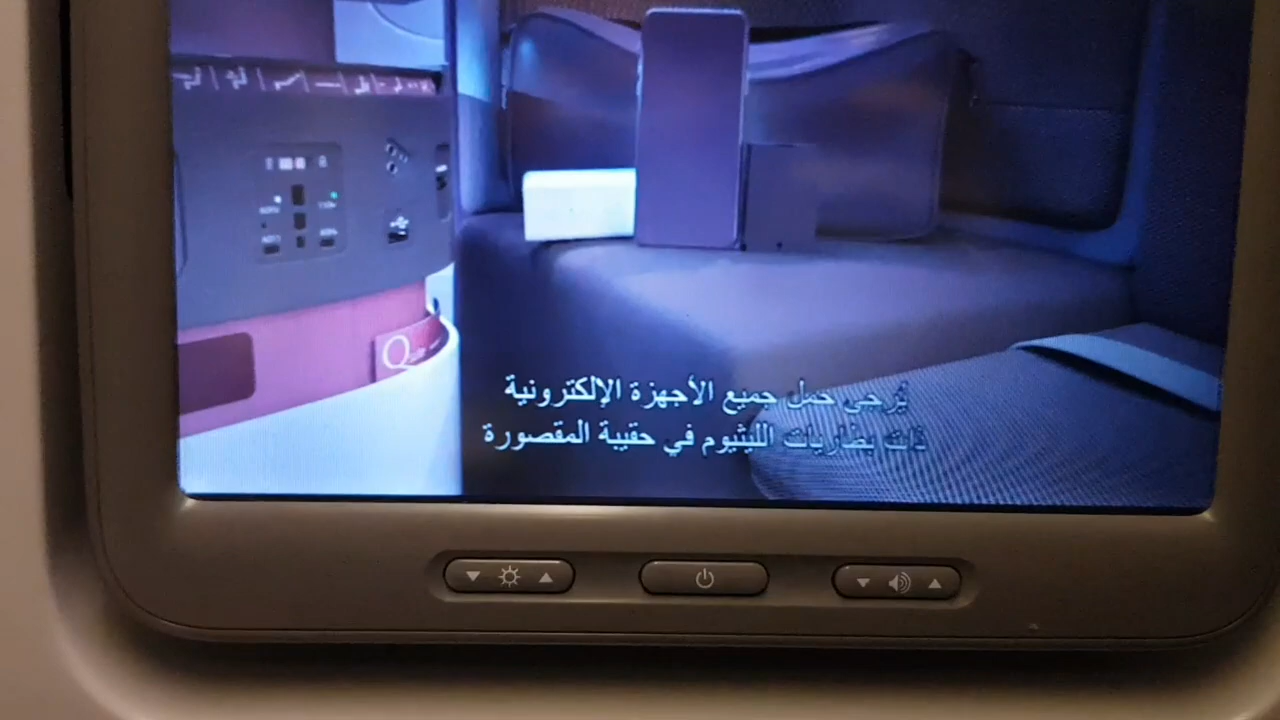 يُرجى حمل جميع الأجهزة الإلكترونية
ذات بطاريات الليثيوم في حقيبة المقصورة